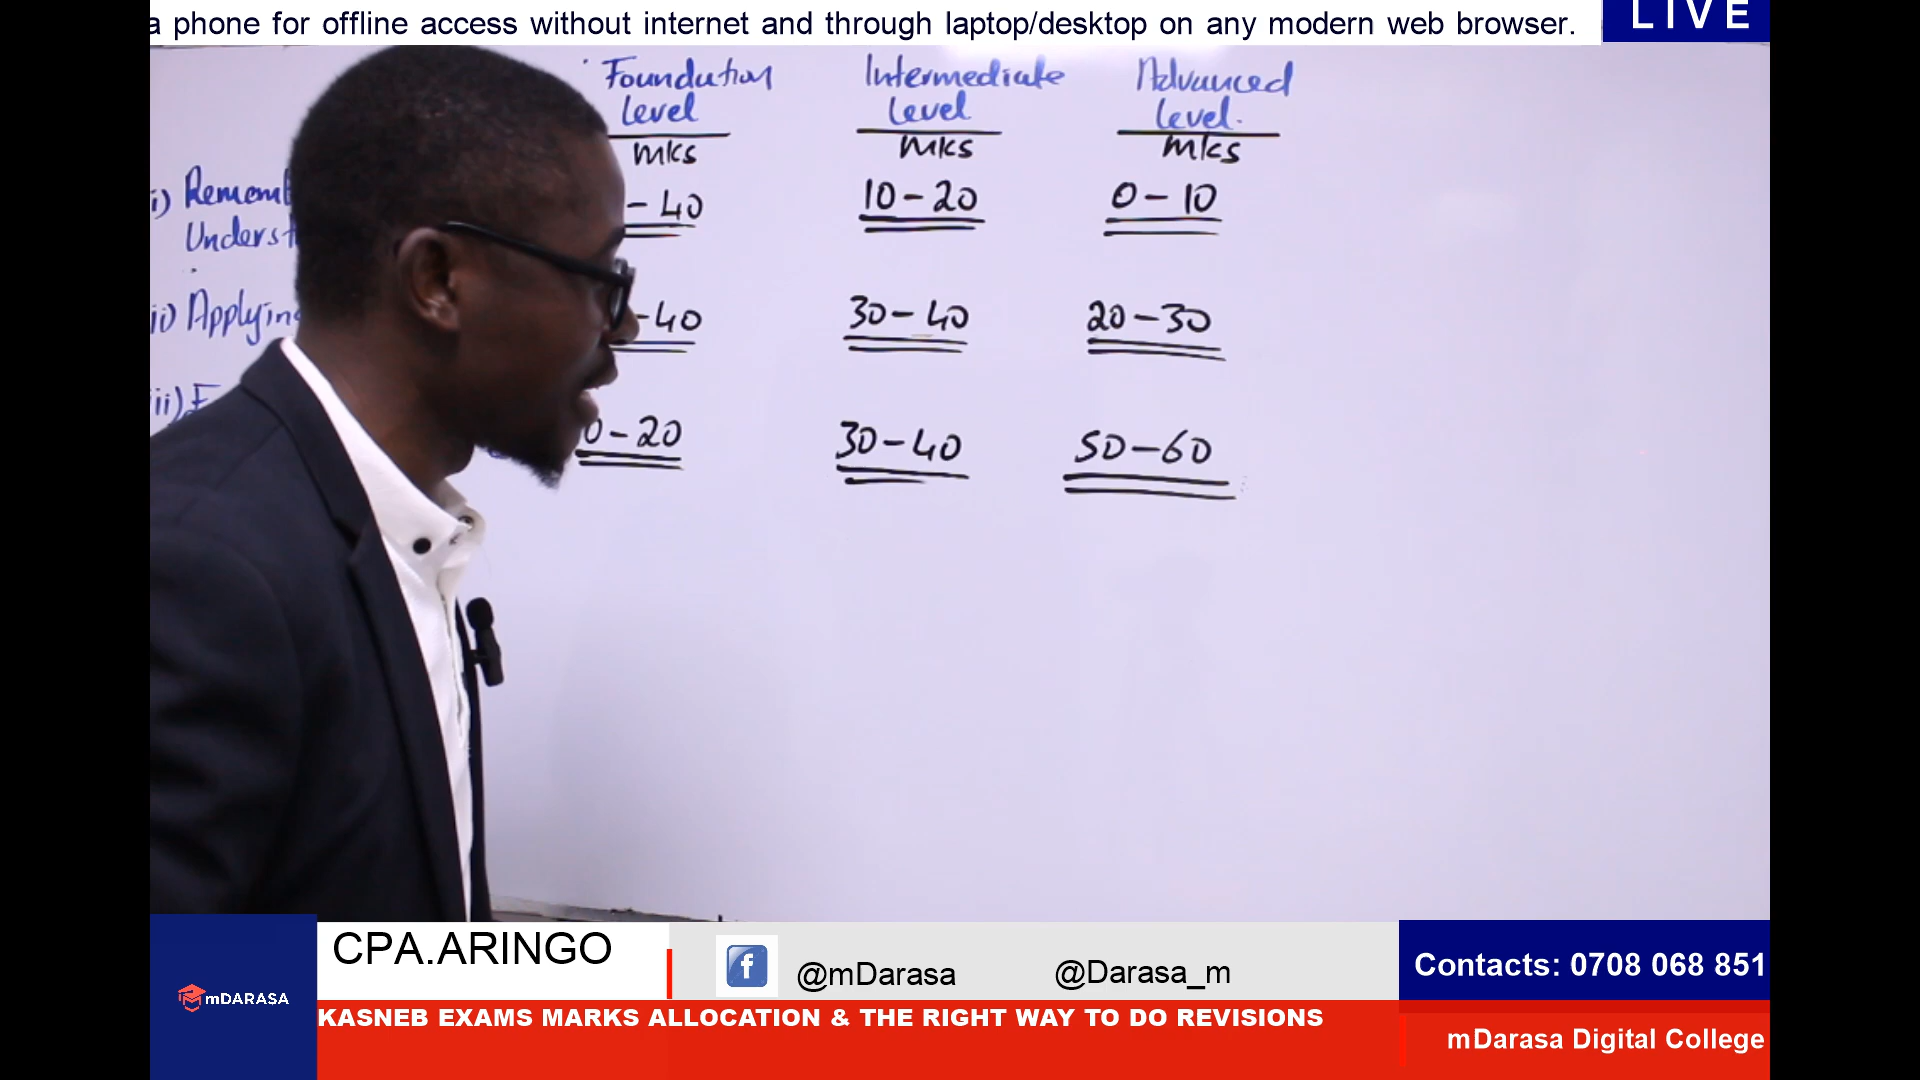 a phone for offline access without internet and through laptop/desktop on any modern web browser.
LIVE
Foundation Level
Intermediate Level
Advanced Level.
mks
mks
mks
i) Rememb
Underst
- 40
10 - 20
0 - 10
ii) Applying
- 40
30 - 40
20 - 30
iii) E
0 - 20
30 - 40
50 - 60
CPA.ARINGO
f
@mDarasa
@Darasa_m
Contacts: 0708 068 851
mDARASA
KASNEB EXAMS MARKS ALLOCATION & THE RIGHT WAY TO DO REVISIONS
mDarasa Digital College